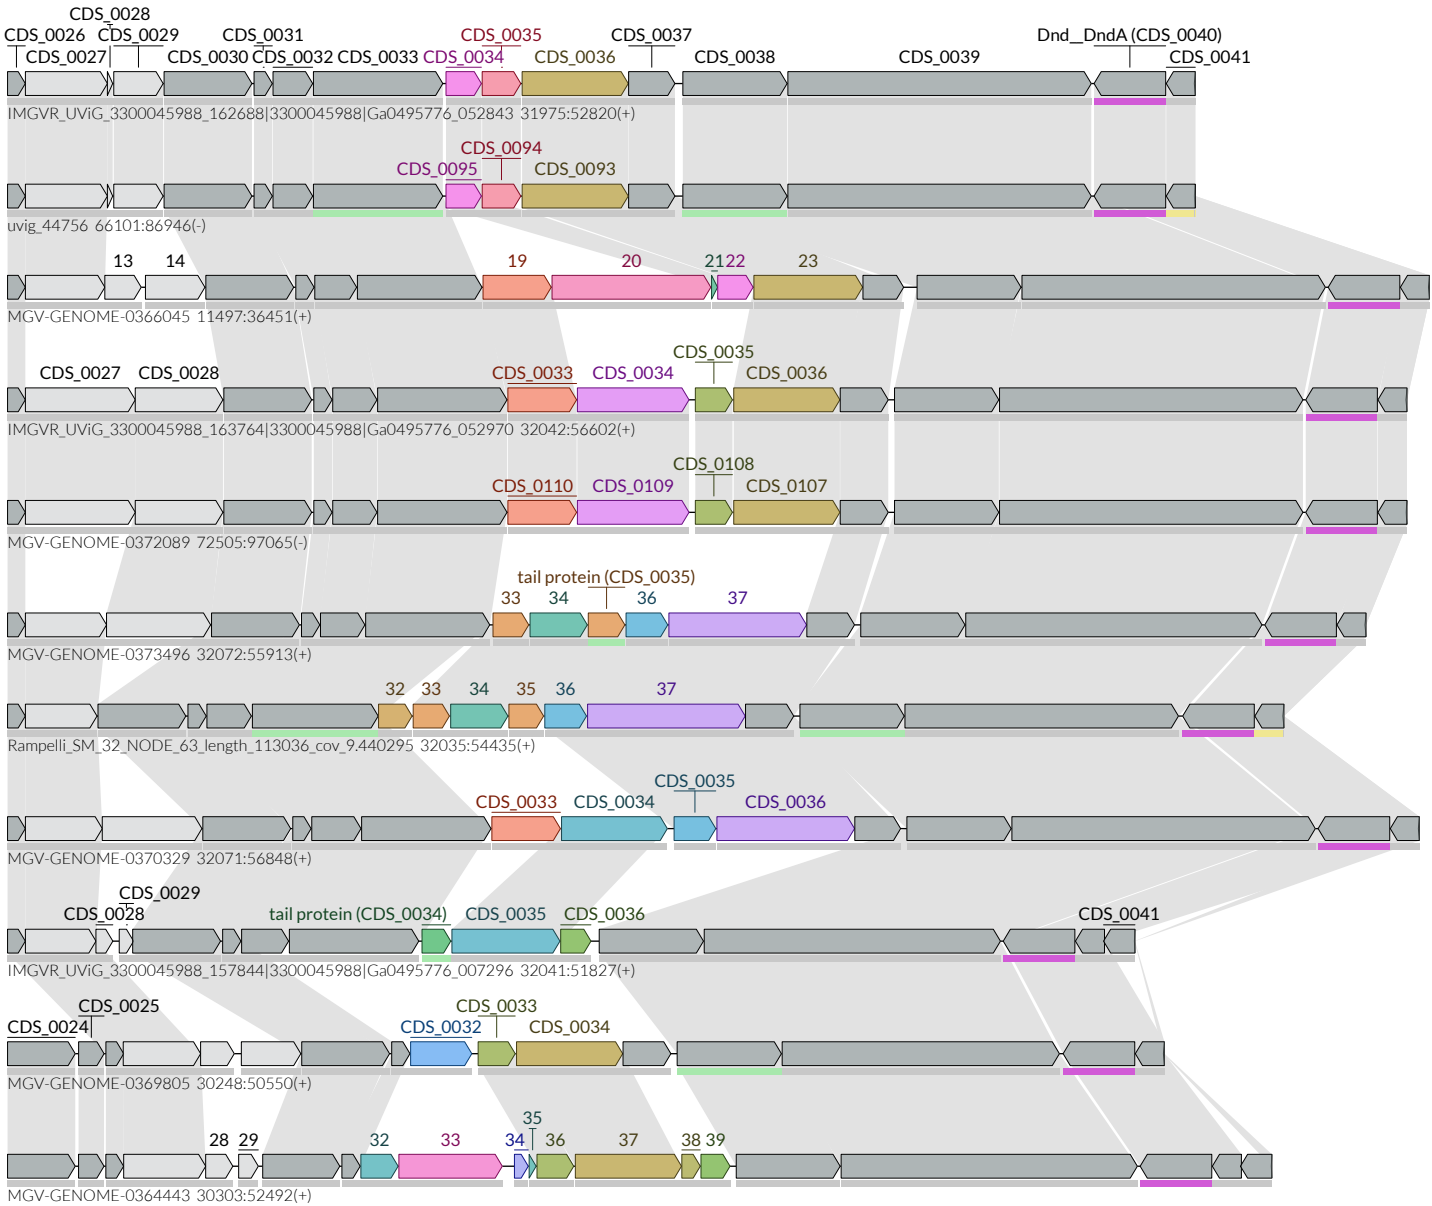 CDS_0028
CDS_0026 CDS_0029 CDS_0031 CDS_0035 CDS_0037 Dnd__DndA (CDS_0040)
CDS_0027 CDS_0030 CDS_0032 CDS_0033 CDS_0034 CDS_0036 CDS_0038 CDS_0039 CDS_0041
IMGVR_UViG_3300045988_162688|3300045988|Ga0495776_052843 31975:52820(+)
CDS_0094
CDS_0095 CDS_0093
uvig_44756 66101:86946(-)
13 14 19 20 21 22 23
MGV-GENOME-0366045 11497:36451(+)
CDS_0035
CDS_0027 CDS_0028 CDS_0033 CDS_0034 CDS_0036
IMGVR_UViG_3300045988_163764|3300045988|Ga0495776_052970 32042:56602(+)
CDS_0108
CDS_0110 CDS_0109 CDS_0107
MGV-GENOME-0372089 72505:97065(-)
tail protein (CDS_0035)
33 34 36 37
MGV-GENOME-0373496 32072:55913(+)
32 33 34 35 36 37
Rampelli_SM_32_NODE_63_length_113036_cov_9.440295 32035:54435(+)
CDS_0035
CDS_0033 CDS_0034 CDS_0036
MGV-GENOME-0370329 32071:56848(+)
CDS_0029
CDS_0028 tail protein (CDS_0034) CDS_0035 CDS_0036 CDS_0041
IMGVR_UViG_3300045988_157844|3300045988|Ga0495776_007296 32041:51827(+)
CDS_0025 CDS_0033
CDS_0024 CDS_0032 CDS_0034
MGV-GENOME-0369805 30248:50550(+)
35
28 29 32 33 34 36 37 38 39
MGV-GENOME-0364443 30303:52492(+)